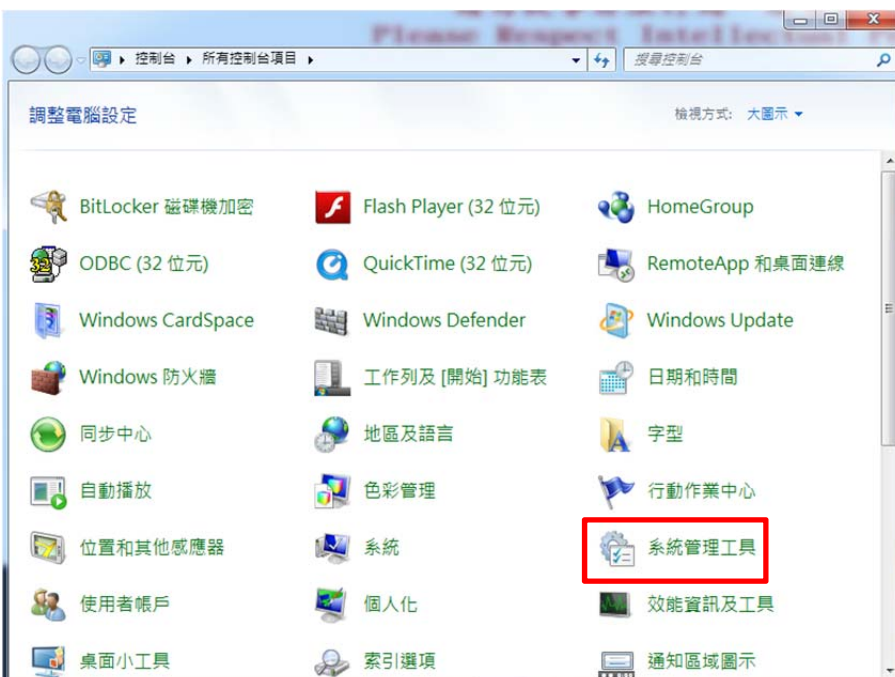 Please Respect Intellectual
控制台 ▸ 所有控制台項目 ▸
搜尋控制台
調整電腦設定
檢視方式: 大圖示
BitLocker 磁碟機加密
Flash Player (32 位元)
HomeGroup
ODBC (32 位元)
QuickTime (32 位元)
RemoteApp 和桌面連線
Windows CardSpace
Windows Defender
Windows Update
Windows 防火牆
工作列及 [開始] 功能表
日期和時間
同步中心
地區及語言
字型
自動播放
色彩管理
行動作業中心
位置和其他感應器
系統
系統管理工具
使用者帳戶
個人化
效能資訊及工具
桌面小工具
索引選項
通知區域圖示